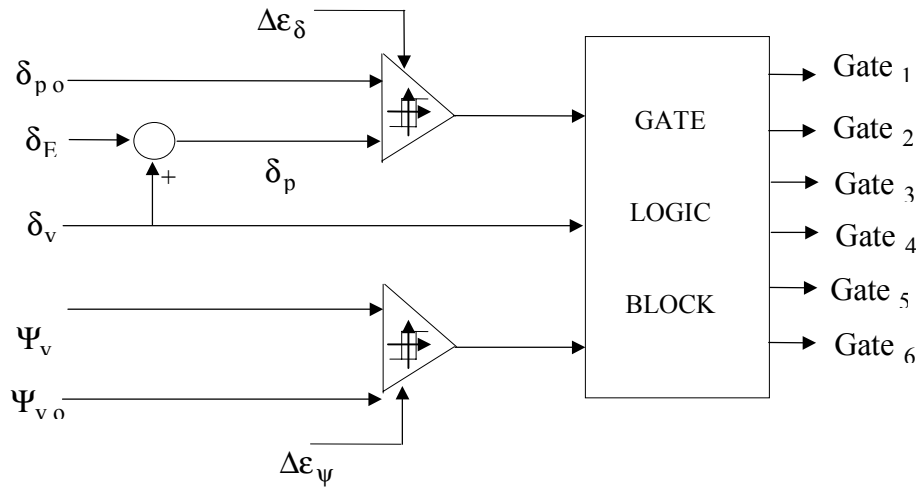 Δε_δ
δ_p o
δ_E
+
δ_p
δ_v
Ψ_v
Ψ_v o
Δε_ψ
GATE
LOGIC
BLOCK
Gate 1
Gate 2
Gate 3
Gate 4
Gate 5
Gate 6